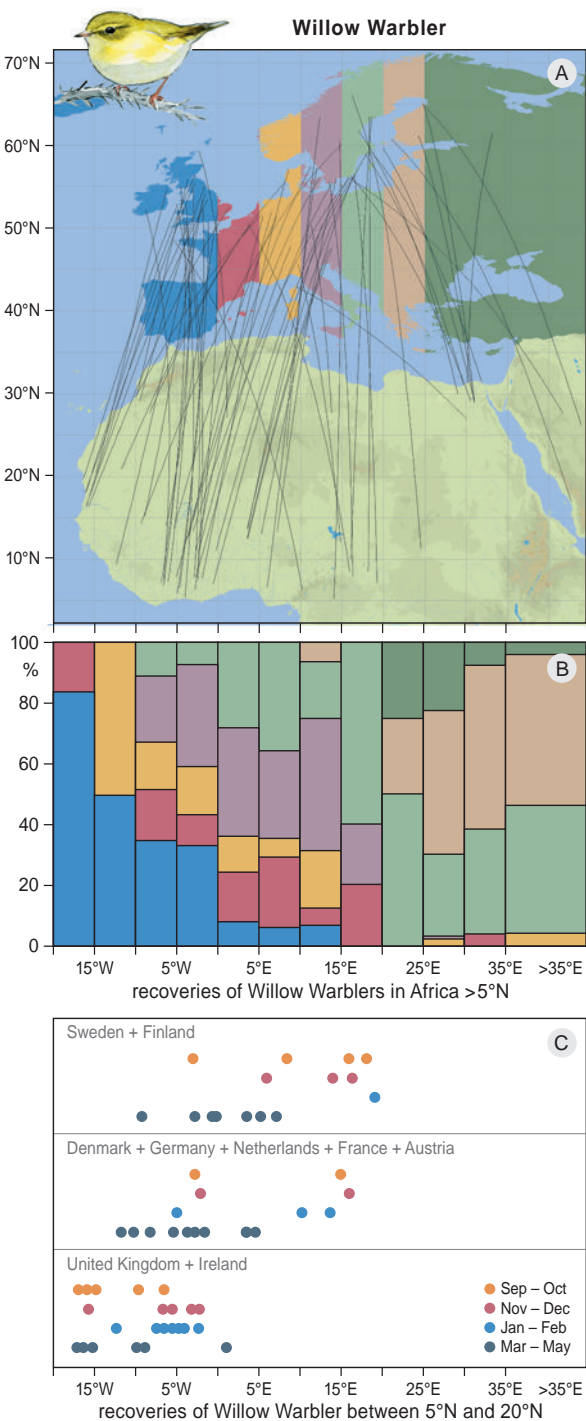 Willow Warbler
A
70°N
60°N
50°N
40°N
30°N
20°N
10°N
B
100
%
80
60
40
20
0
15°W 5°W 5°E 15°E 25°E 35°E >35°E
recoveries of Willow Warblers in Africa >5°N
C
Sweden + Finland
Denmark + Germany + Netherlands + France + Austria
United Kingdom + Ireland
Sep – Oct
Nov – Dec
Jan – Feb
Mar – May
15°W 5°W 5°E 15°E 25°E 35°E >35°E
recoveries of Willow Warbler between 5°N and 20°N